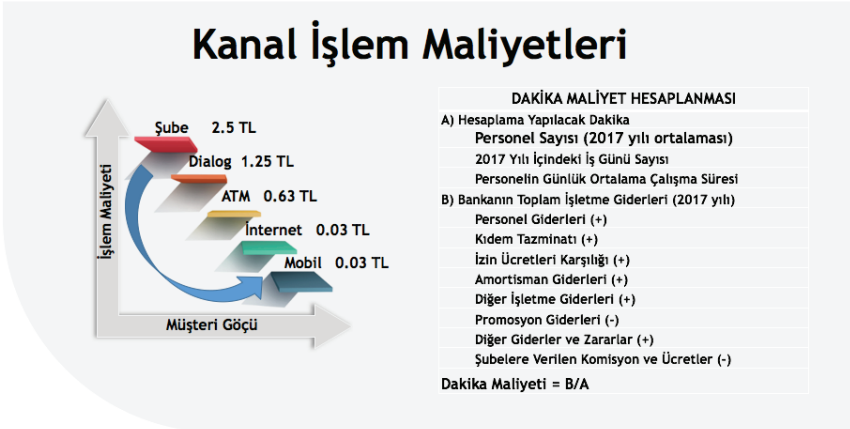 Kanal İşlem Maliyetleri
İşlem Maliyeti
Şube 2.5 TL
Dialog 1.25 TL
ATM 0.63 TL
İnternet 0.03 TL
Mobil 0.03 TL
Müşteri Göçü
DAKİKA MALİYET HESAPLANMASI
A) Hesaplama Yapılacak Dakika
Personel Sayısı (2017 yılı ortalaması)
2017 Yılı İçindeki İş Günü Sayısı
Personelin Günlük Ortalama Çalışma Süresi
B) Bankanın Toplam İşletme Giderleri (2017 yılı)
Personel Giderleri (+)
Kıdem Tazminatı (+)
İzin Ücretleri Karşılığı (+)
Amortisman Giderleri (+)
Diğer İşletme Giderleri (+)
Promosyon Giderleri (-)
Diğer Giderler ve Zararlar (+)
Şubelere Verilen Komisyon ve Ücretler (-)
Dakika Maliyeti = B/A